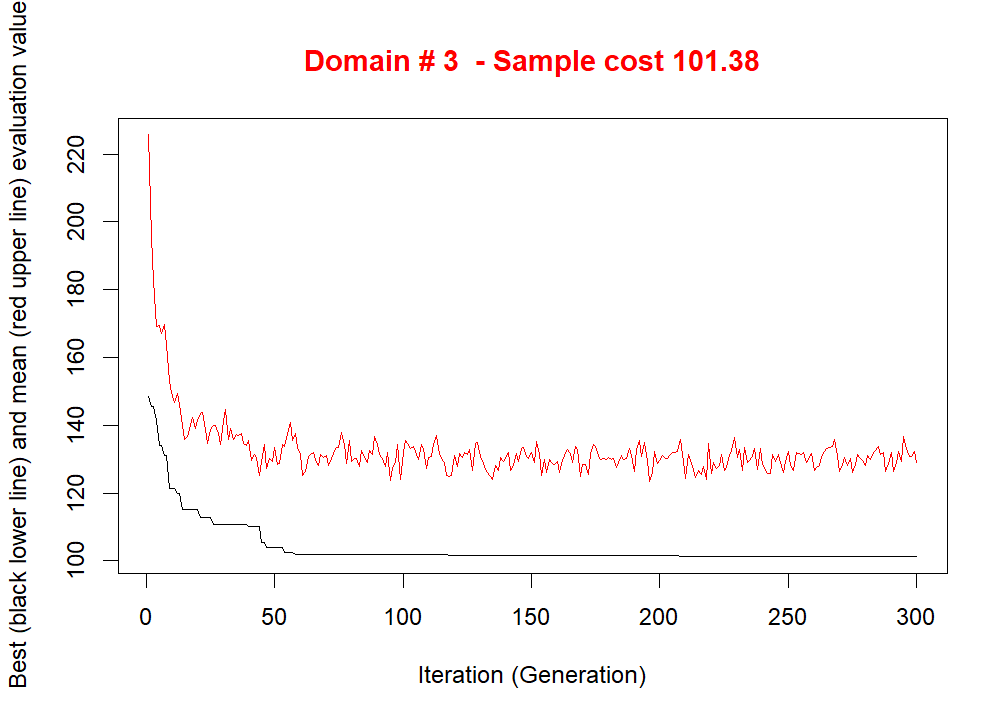 Domain # 3  - Sample cost 101.38
Best (black lower line) and mean (red upper line) evaluation value
220
200
180
160
140
120
100
0 50 100 150 200 250 300
Iteration (Generation)